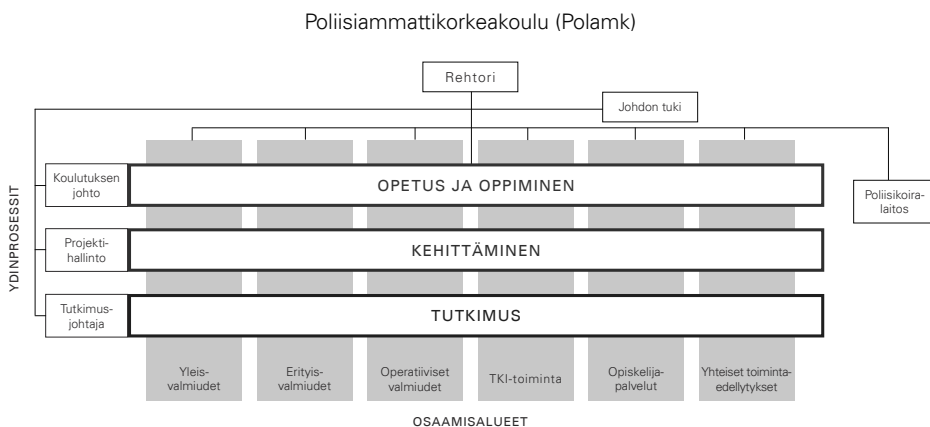 Poliisiammattikorkeakoulu (Polamk)
Rehtori
Johdon tuki
YDINPROSESSIT
Koulutuksen
johto
OPETUS JA OPPIMINEN
Poliisikoira-
laitos
Projekti-
hallinto
KEHITTÄMINEN
Tutkimus-
johtaja
TUTKIMUS
Yleis-
valmiudet
Erityis-
valmiudet
Operatiiviset
valmiudet
TKI-toiminta
Opiskelija-
palvelut
Yhteiset toiminta-
edellytykset
OSAAMISALUEET